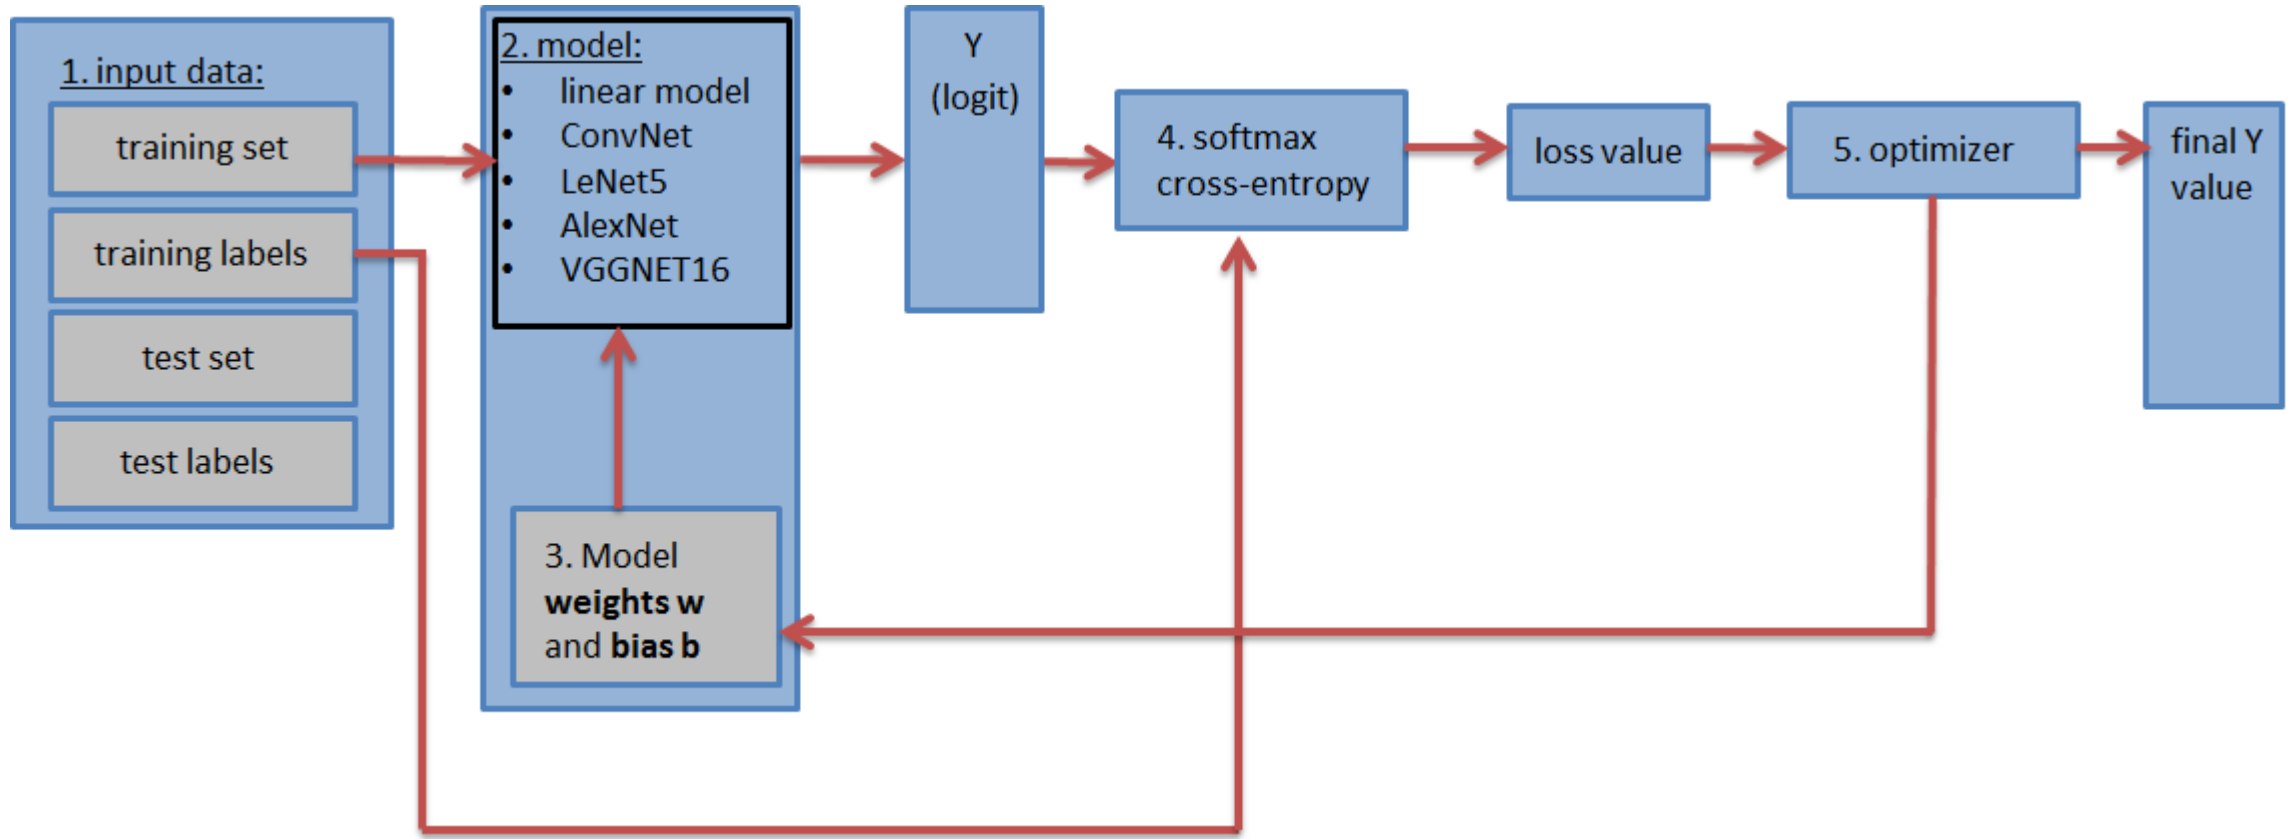 1. input data:
training set
training labels
test set
test labels
2. model:
• linear model
• ConvNet
• LeNet5
• AlexNet
• VGGNET16
3. Model
weights w
and bias b
Y
(logit)
4. softmax
cross-entropy
loss value
5. optimizer
final Y
value